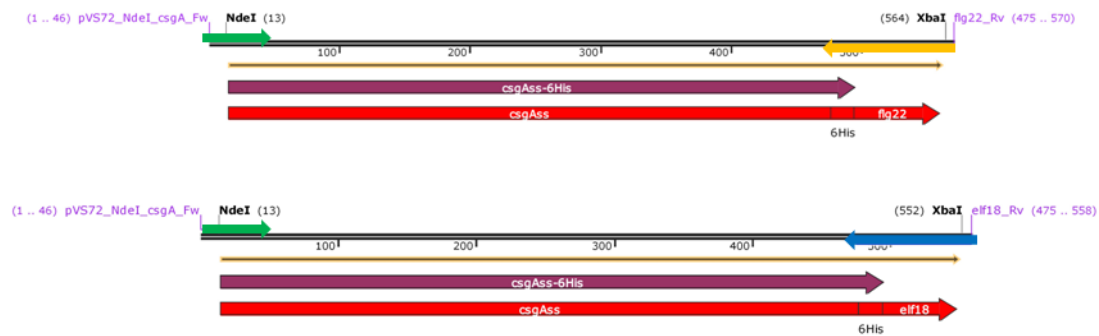 (1 .. 46) pVS72_NdeI_csgA_Fw NdeI (13) (564) XbaI flg22_Rv (475 .. 570)
100 200 300 400 500
csgAss-6His
csgAss flg22
6His
(1 .. 46) pVS72_NdeI_csgA_Fw NdeI (13) (552) XbaI elf18_Rv (475 .. 558)
100 200 300 400 500
csgAss-6His
csgAss elf18
6His